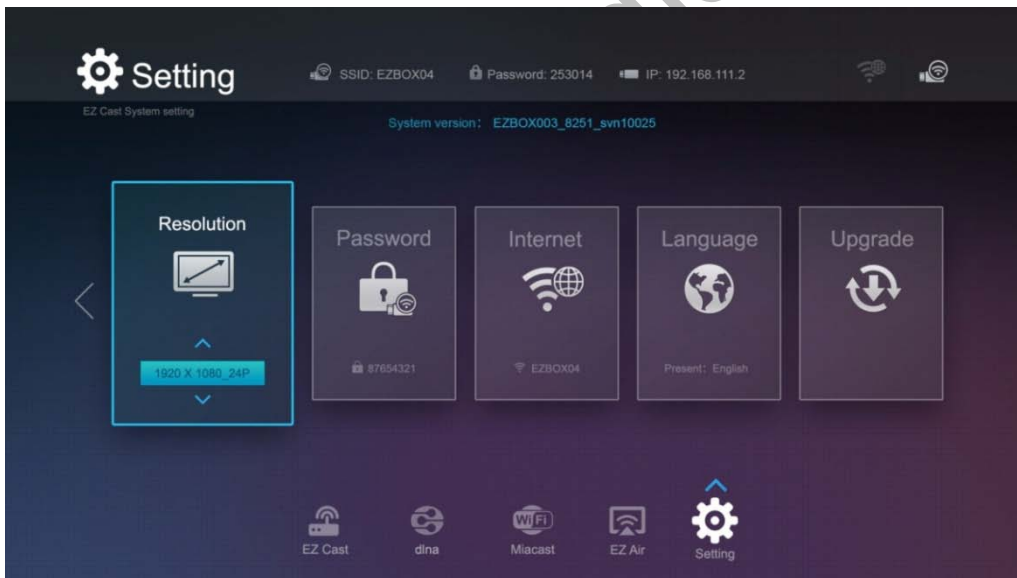 Setting
SSID: EZBOX04
Password: 253014
IP: 192.168.111.2
EZ Cast System setting
System version: EZBOX003_8251_svn10025
Resolution
1920 X 1080_24P
Password
87654321
Internet
EZBOX04
Language
Present: English
Upgrade
EZ Cast
dlna
WiFi
Miacast
EZ Air
Setting